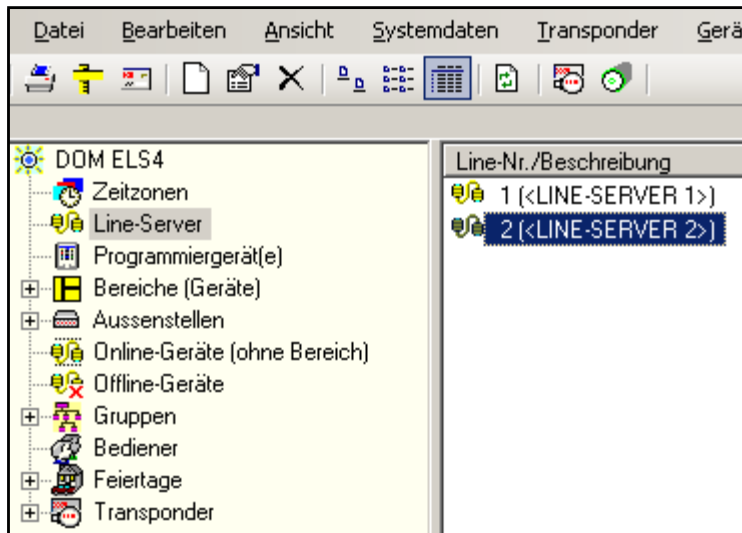 Datei Bearbeiten Ansicht Systemdaten Transponder Gerä
DOM ELS4
Zeitzonen
Line-Server
Programmiergerät(e)
Bereiche (Geräte)
Aussenstellen
Online-Geräte (ohne Bereich)
Offline-Geräte
Gruppen
Bediener
Feiertage
Transponder
Line-Nr./Beschreibung
1 (<LINE-SERVER 1>)
2 (<LINE-SERVER 2>)